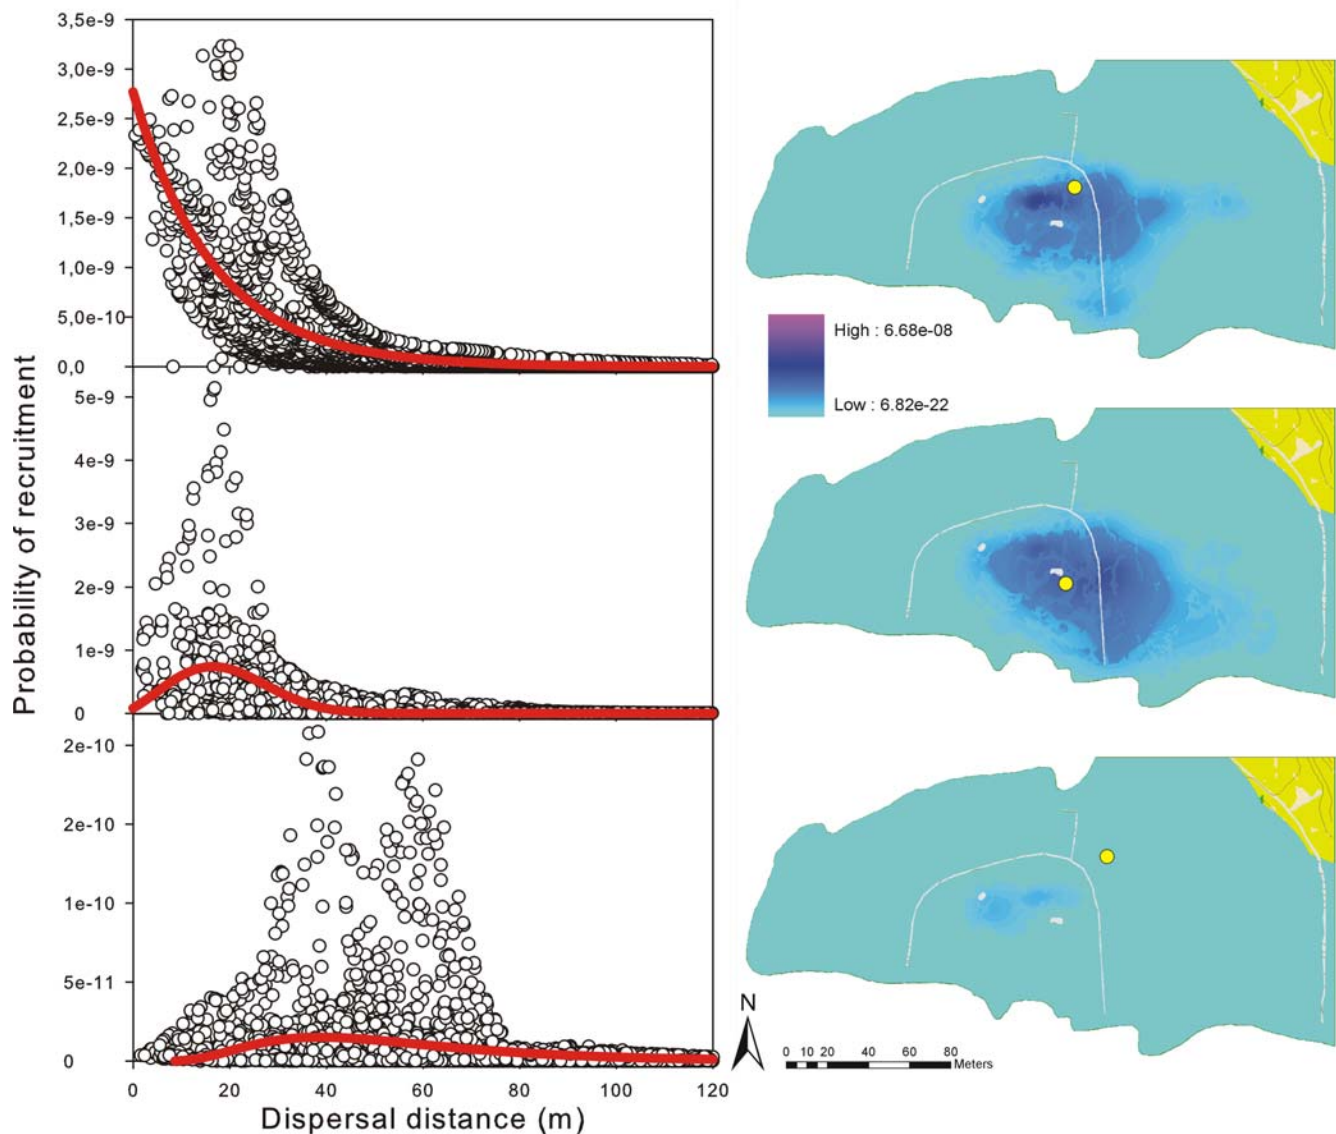 Probability of recruitment
3,5e-9
3,0e-9
2,5e-9
2,0e-9
1,5e-9
1,0e-9
5,0e-10
0,0
5e-9
4e-9
3e-9
2e-9
1e-9
0
2e-10
2e-10
1e-10
5e-11
0
0 20 40 60 80 100 120
Dispersal distance (m)
High : 6.68e-08
Low : 6.82e-22
N
0 10 20 40 60 80
Meters